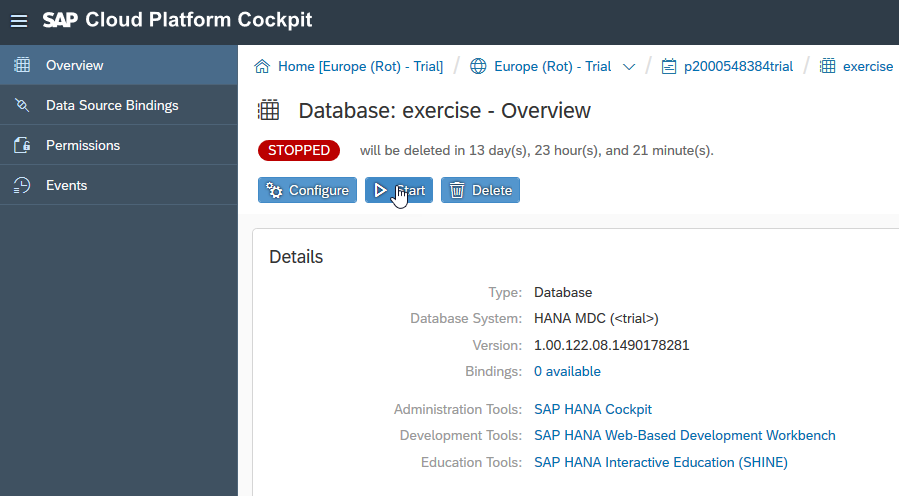 SAP Cloud Platform Cockpit
Overview
Data Source Bindings
Permissions
Events
Home [Europe (Rot) - Trial] / Europe (Rot) - Trial / p2000548384trial / exercise
Database: exercise - Overview
STOPPED will be deleted in 13 day(s), 23 hour(s), and 21 minute(s).
Configure Start Delete
Details
Type: Database
Database System: HANA MDC (<trial>)
Version: 1.00.122.08.1490178281
Bindings: 0 available
Administration Tools: SAP HANA Cockpit
Development Tools: SAP HANA Web-Based Development Workbench
Education Tools: SAP HANA Interactive Education (SHINE)